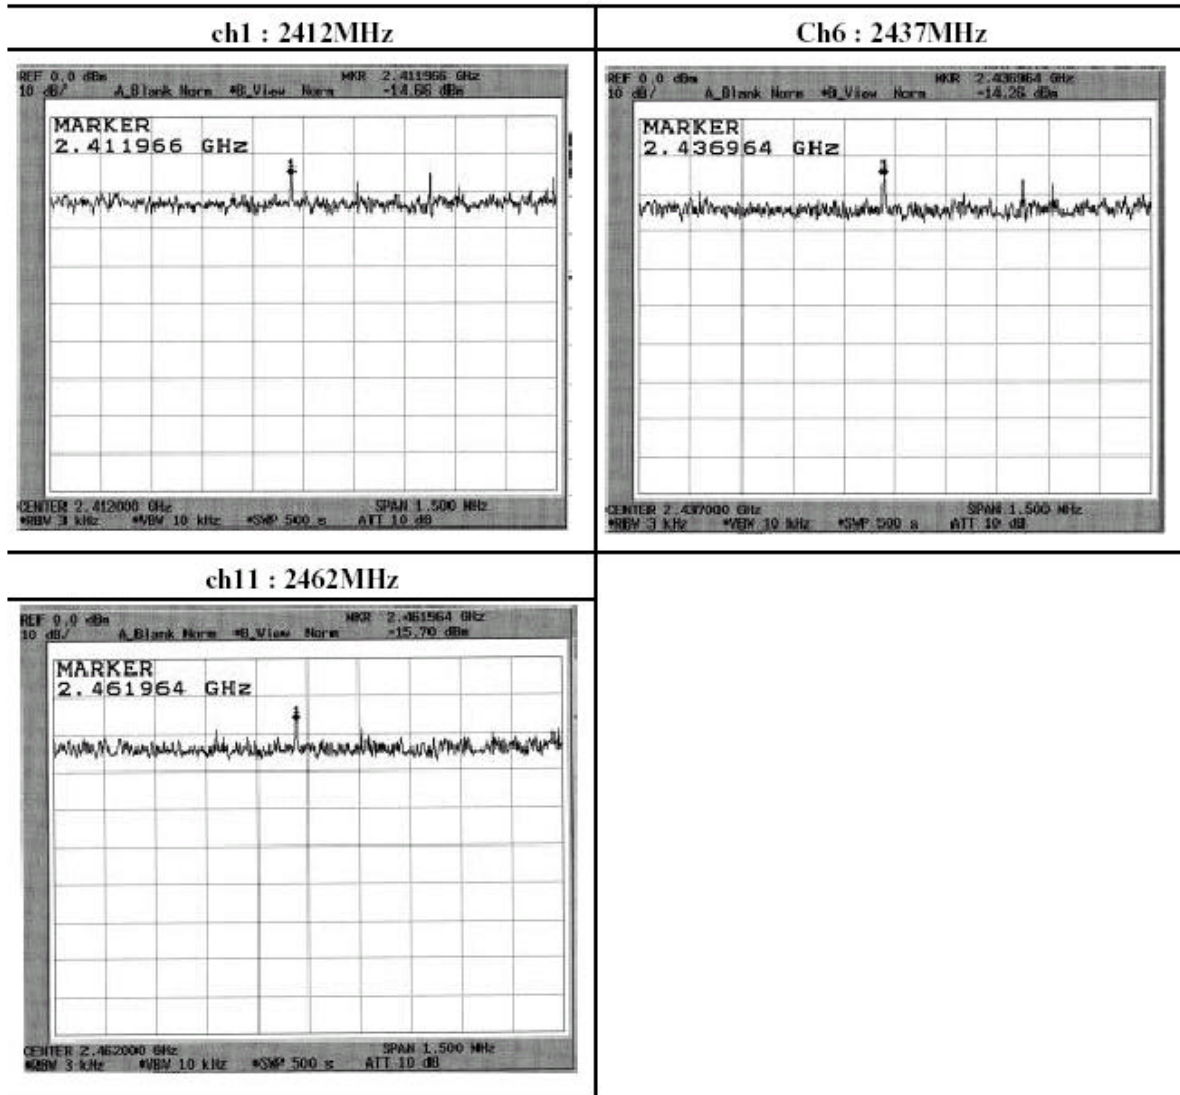 ch1 : 2412MHz
Ch6 : 2437MHz
REF 0.0 dBm MKR 2.411966 GHz
10 dB/ A_Blank Norm *B_View Norm -14.66 dBm
MARKER
2.411966 GHz
1
CENTER 2.412000 GHz SPAN 1.500 MHz
*RBW 3 kHz *VBW 10 kHz *SWP 500 s ATT 10 dB
REF 0.0 dBm MKR 2.436964 GHz
10 dB/ A_Blank Norm *B_View Norm -14.26 dBm
MARKER
2.436964 GHz
1
CENTER 2.437000 GHz SPAN 1.500 MHz
*RBW 3 kHz *VBW 10 kHz *SWP 500 s ATT 10 dB
ch11 : 2462MHz
REF 0.0 dBm MKR 2.461964 GHz
10 dB/ A_Blank Norm *B_View Norm -15.70 dBm
MARKER
2.461964 GHz
1
CENTER 2.462000 GHz SPAN 1.500 MHz
*RBW 3 kHz *VBW 10 kHz *SWP 500 s ATT 10 dB